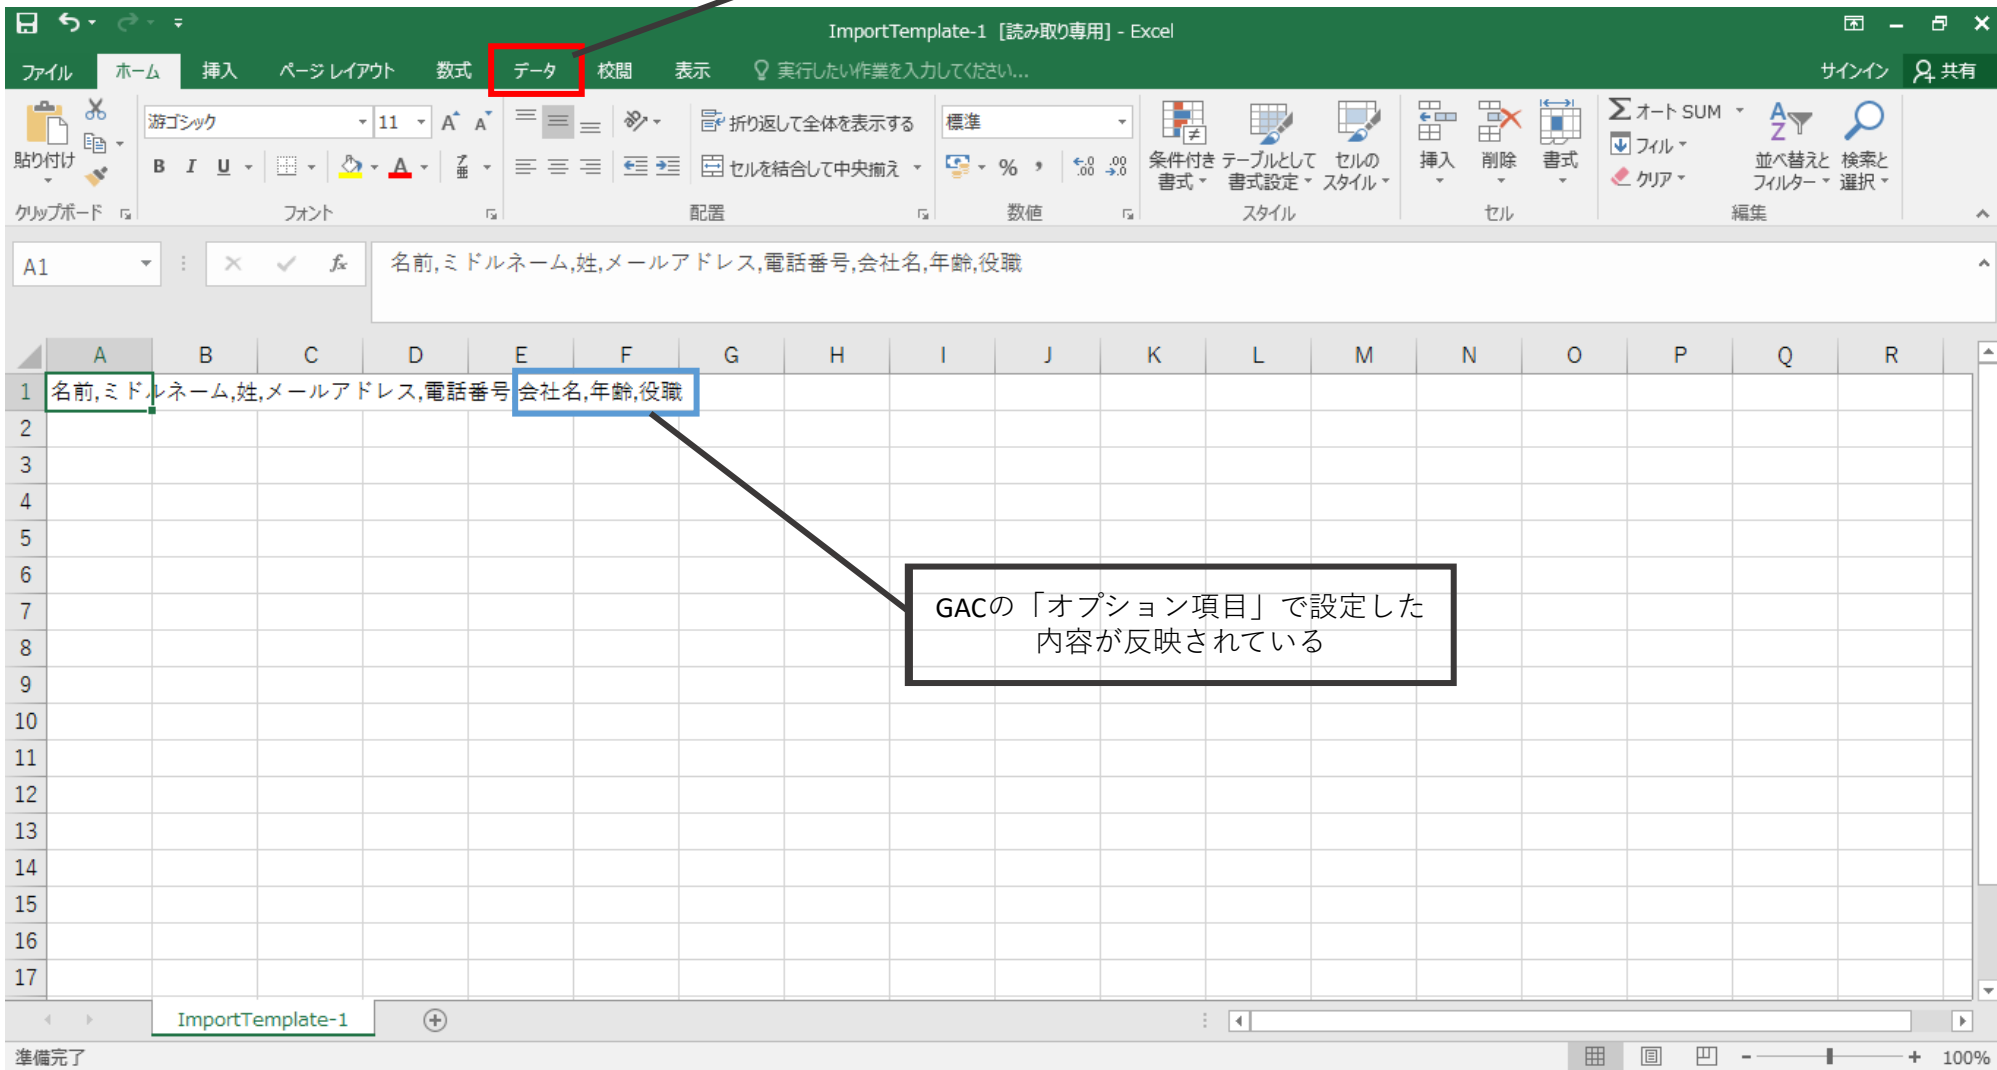 ImportTemplate-1 [読み取り専用] - Excel
ファイル ホーム 挿入 ページ レイアウト 数式 データ 校閲 表示 実行したい作業を入力してください... サインイン 共有
貼り付け
クリップボード
游ゴシック 11 A A
B I U A
フォント
折り返して全体を表示する
セルを結合して中央揃え
配置
標準
% , .0 .00 .00 .0
数値
条件付き書式
テーブルとして書式設定
セルのスタイル
スタイル
挿入 削除 書式
セル
Σ オート SUM
フィル
クリア
並べ替えとフィルター
検索と選択
編集
A1 fx 名前,ミドルネーム,姓,メールアドレス,電話番号,会社名,年齢,役職
A B C D E F G H I J K L M N O P Q R
1 名前,ミドルネーム,姓,メールアドレス,電話番号 会社名,年齢,役職
2
3
4
5
6
7
8
9
10
11
12
13
14
15
16
17
GACの「オプション項目」で設定した
内容が反映されている
ImportTemplate-1
準備完了 - + 100%